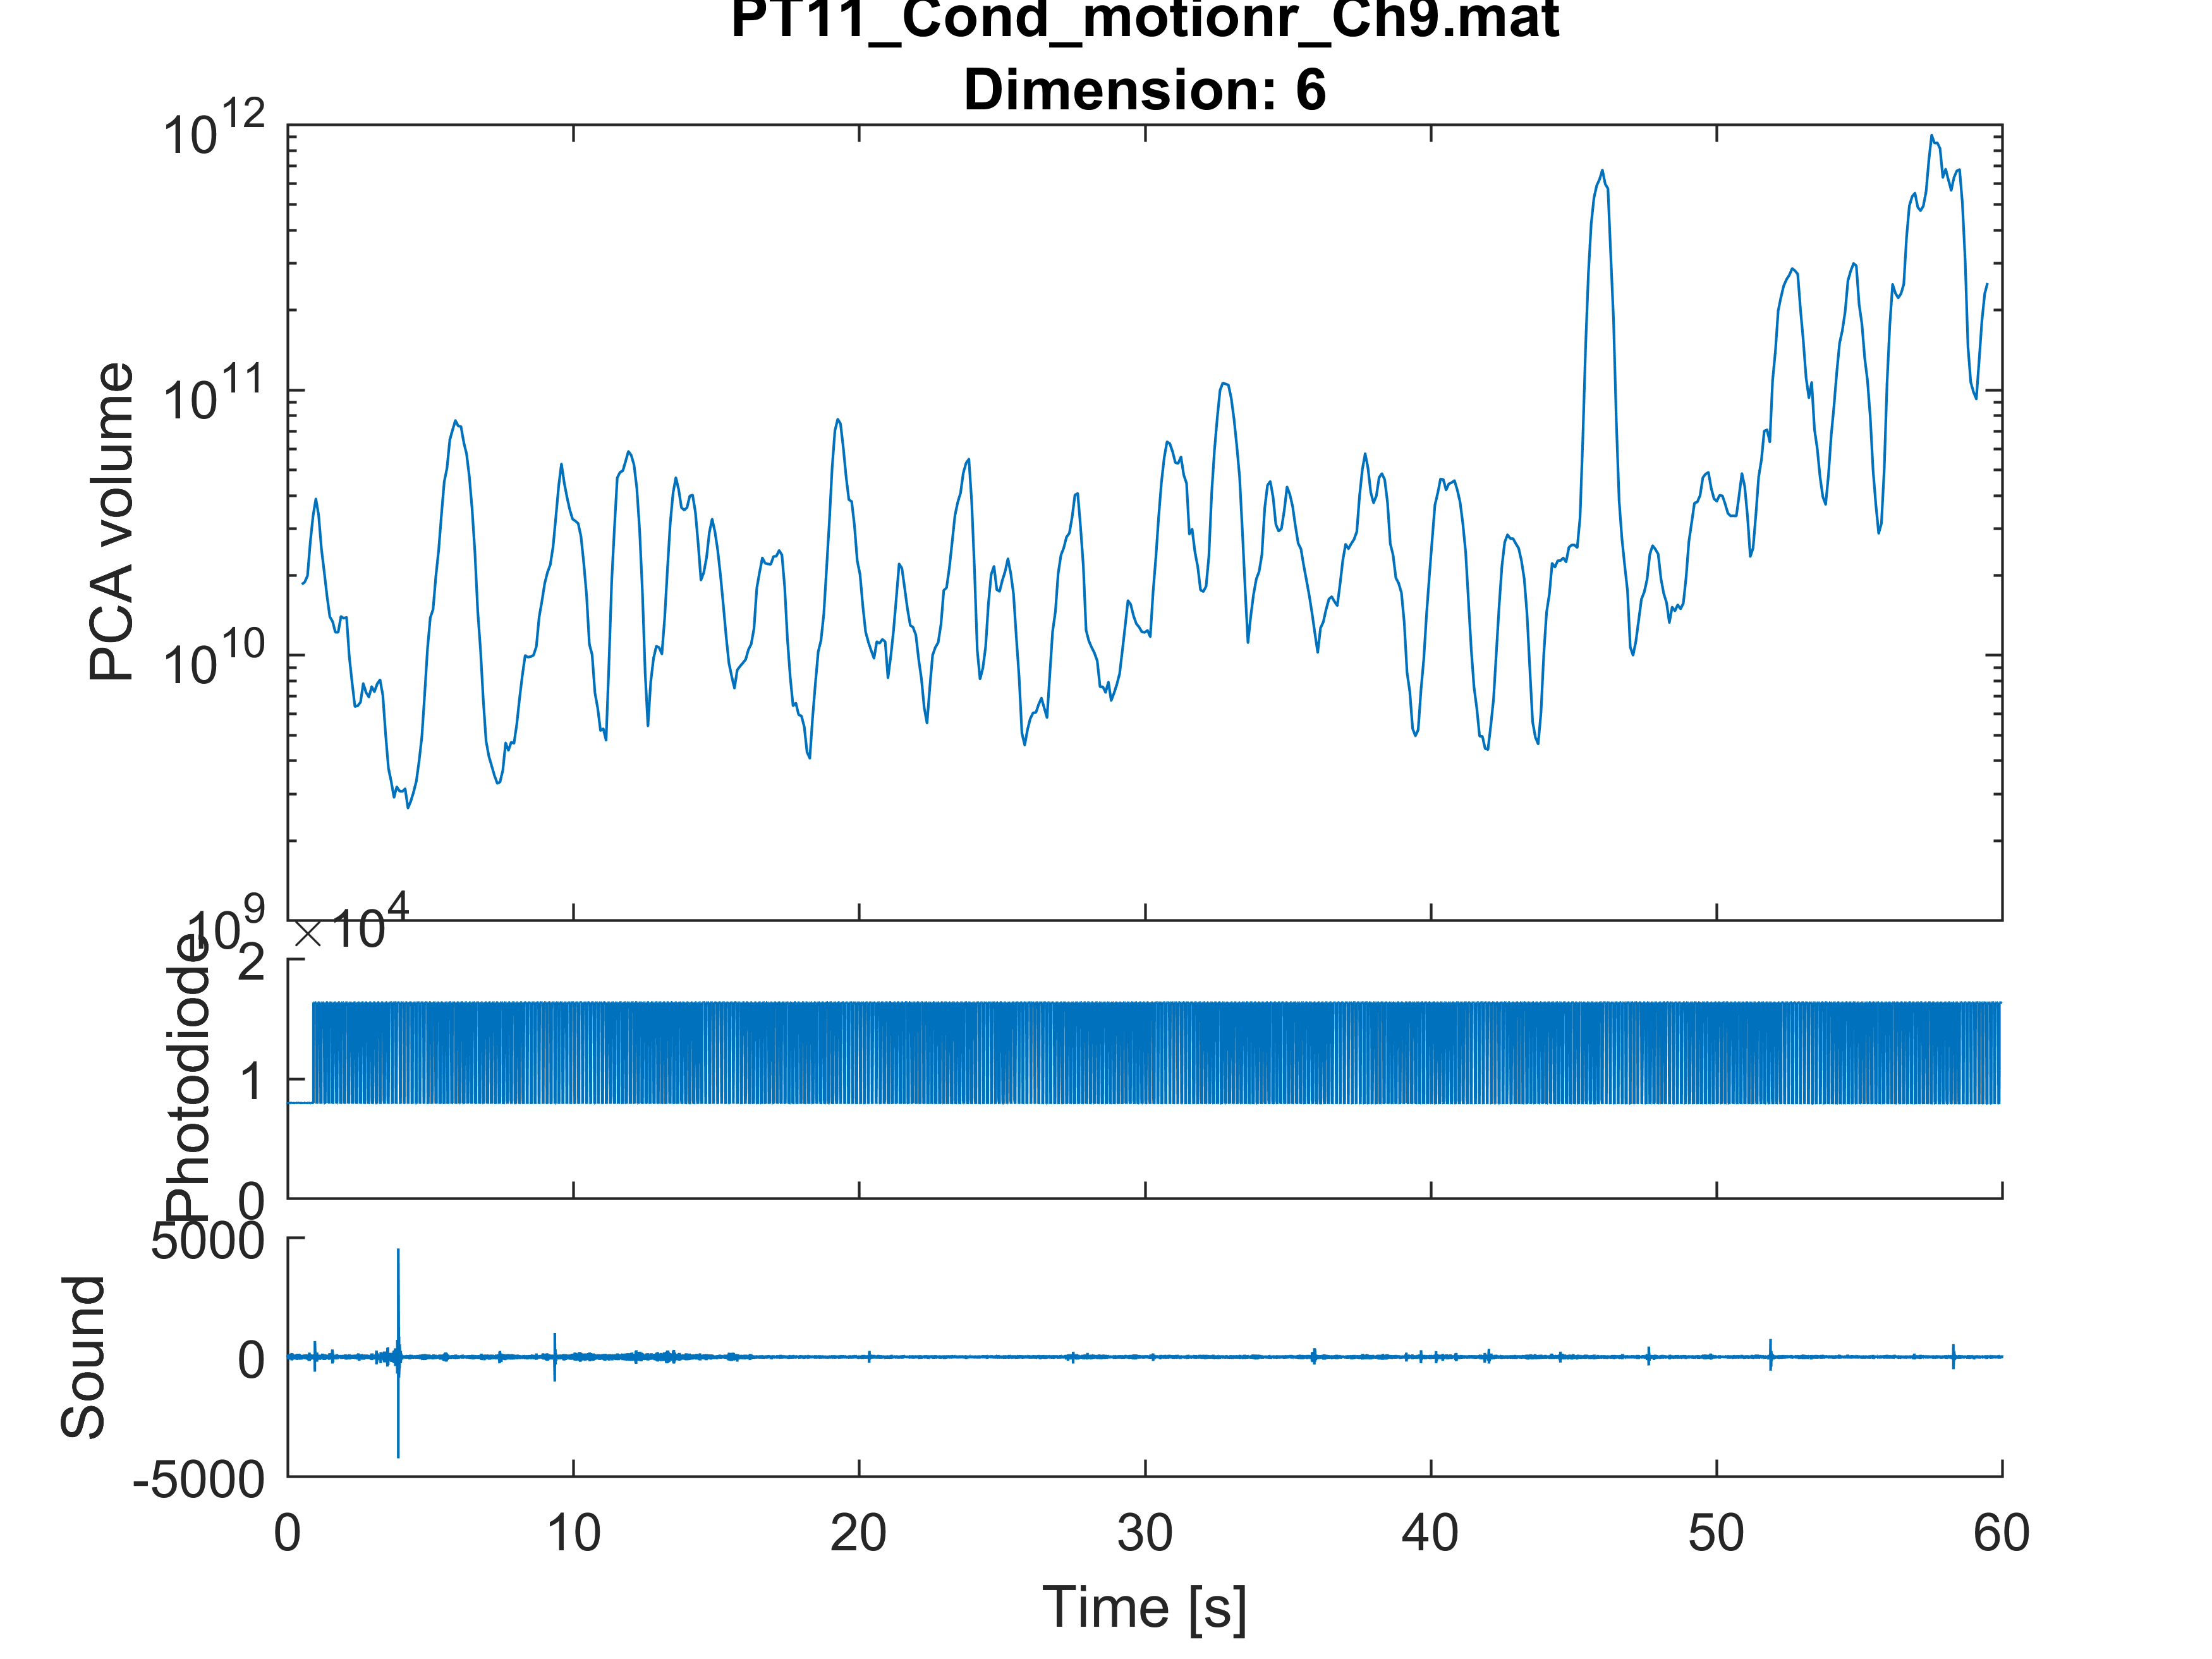 PT11_Cond_motionr_Ch9.mat
Dimension: 6
10^12
10^11
10^10
10^9
PCA volume
× 10^4
2
1
0
Photodiode
5000
0
-5000
Sound
0 10 20 30 40 50 60
Time [s]